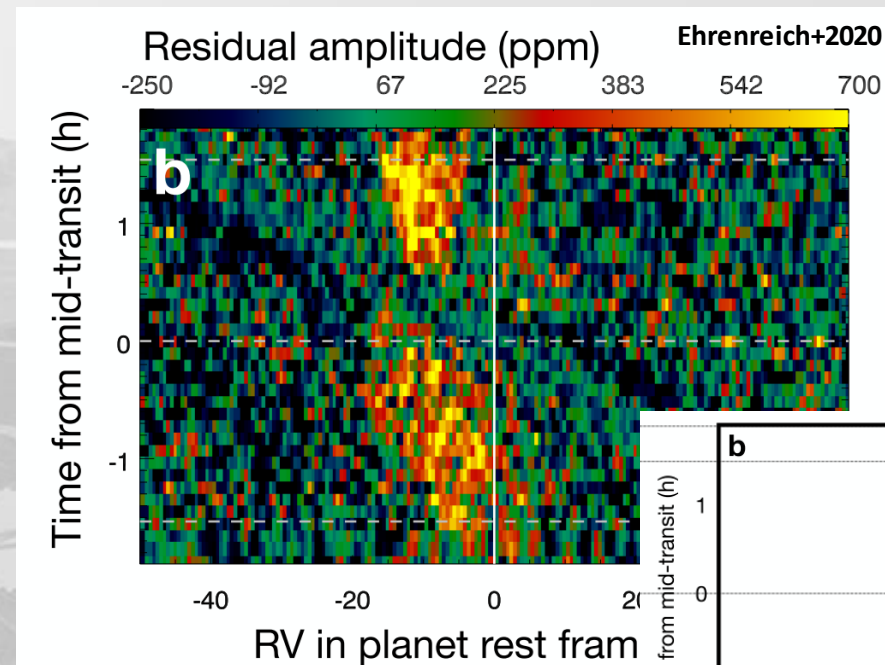 Residual amplitude (ppm)
Ehrenreich+2020
-250 -92 67 225 383 542 700
b
Time from mid-transit (h)
1
0
-1
-40 -20 0 20
RV in planet rest fram
b
from mid-transit (h)
1
0